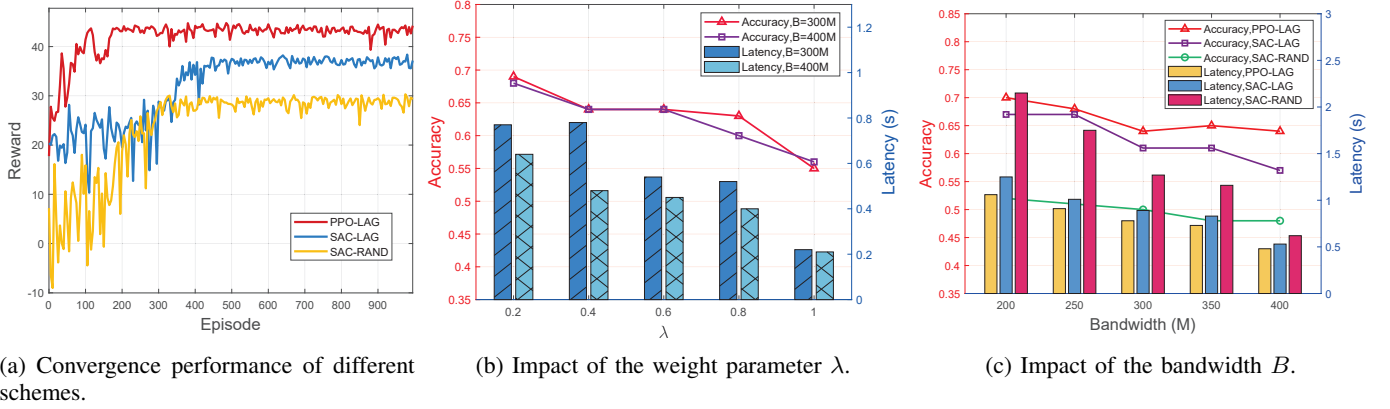 40
30
20
10
0
-10
Reward
0
100
200
300
400
500
600
700
800
900
Episode
PPO-LAG
SAC-LAG
SAC-RAND
(a) Convergence performance of different
schemes.
0.8
0.75
0.7
0.65
0.6
0.55
0.5
0.45
0.4
0.35
Accuracy
0.2
0.4
0.6
0.8
1
λ
1.2
1
0.8
0.6
0.4
0.2
0
Latency (s)
Accuracy,B=300M
Accuracy,B=400M
Latency,B=300M
Latency,B=400M
(b) Impact of the weight parameter λ.
0.85
0.8
0.75
0.7
0.65
0.6
0.55
0.5
0.45
0.4
0.35
Accuracy
200
250
300
350
400
Bandwidth (M)
3
2.5
2
1.5
1
0.5
0
Latency (s)
Accuracy,PPO-LAG
Accuracy,SAC-LAG
Accuracy,SAC-RAND
Latency,PPO-LAG
Latency,SAC-LAG
Latency,SAC-RAND
(c) Impact of the bandwidth B.